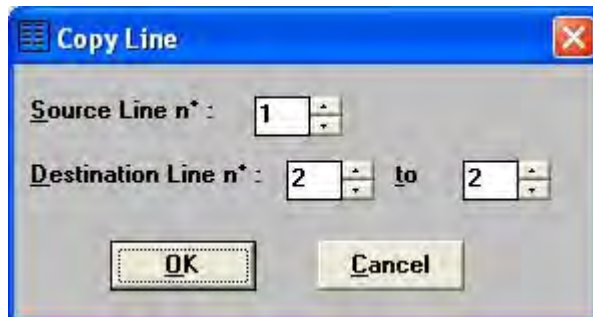 Copy Line
Source Line n° : 1
Destination Line n° : 2 to 2
OK Cancel